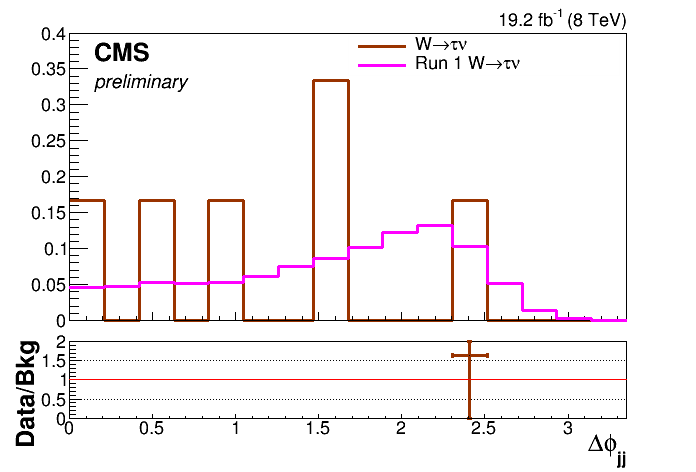 19.2 fb⁻¹ (8 TeV)
CMS
preliminary
W→τν
Run 1 W→τν
0.4
0.35
0.3
0.25
0.2
0.15
0.1
0.05
0
Data/Bkg
2
1.5
1
0.5
0
0 0.5 1 1.5 2 2.5 3
Δϕjj